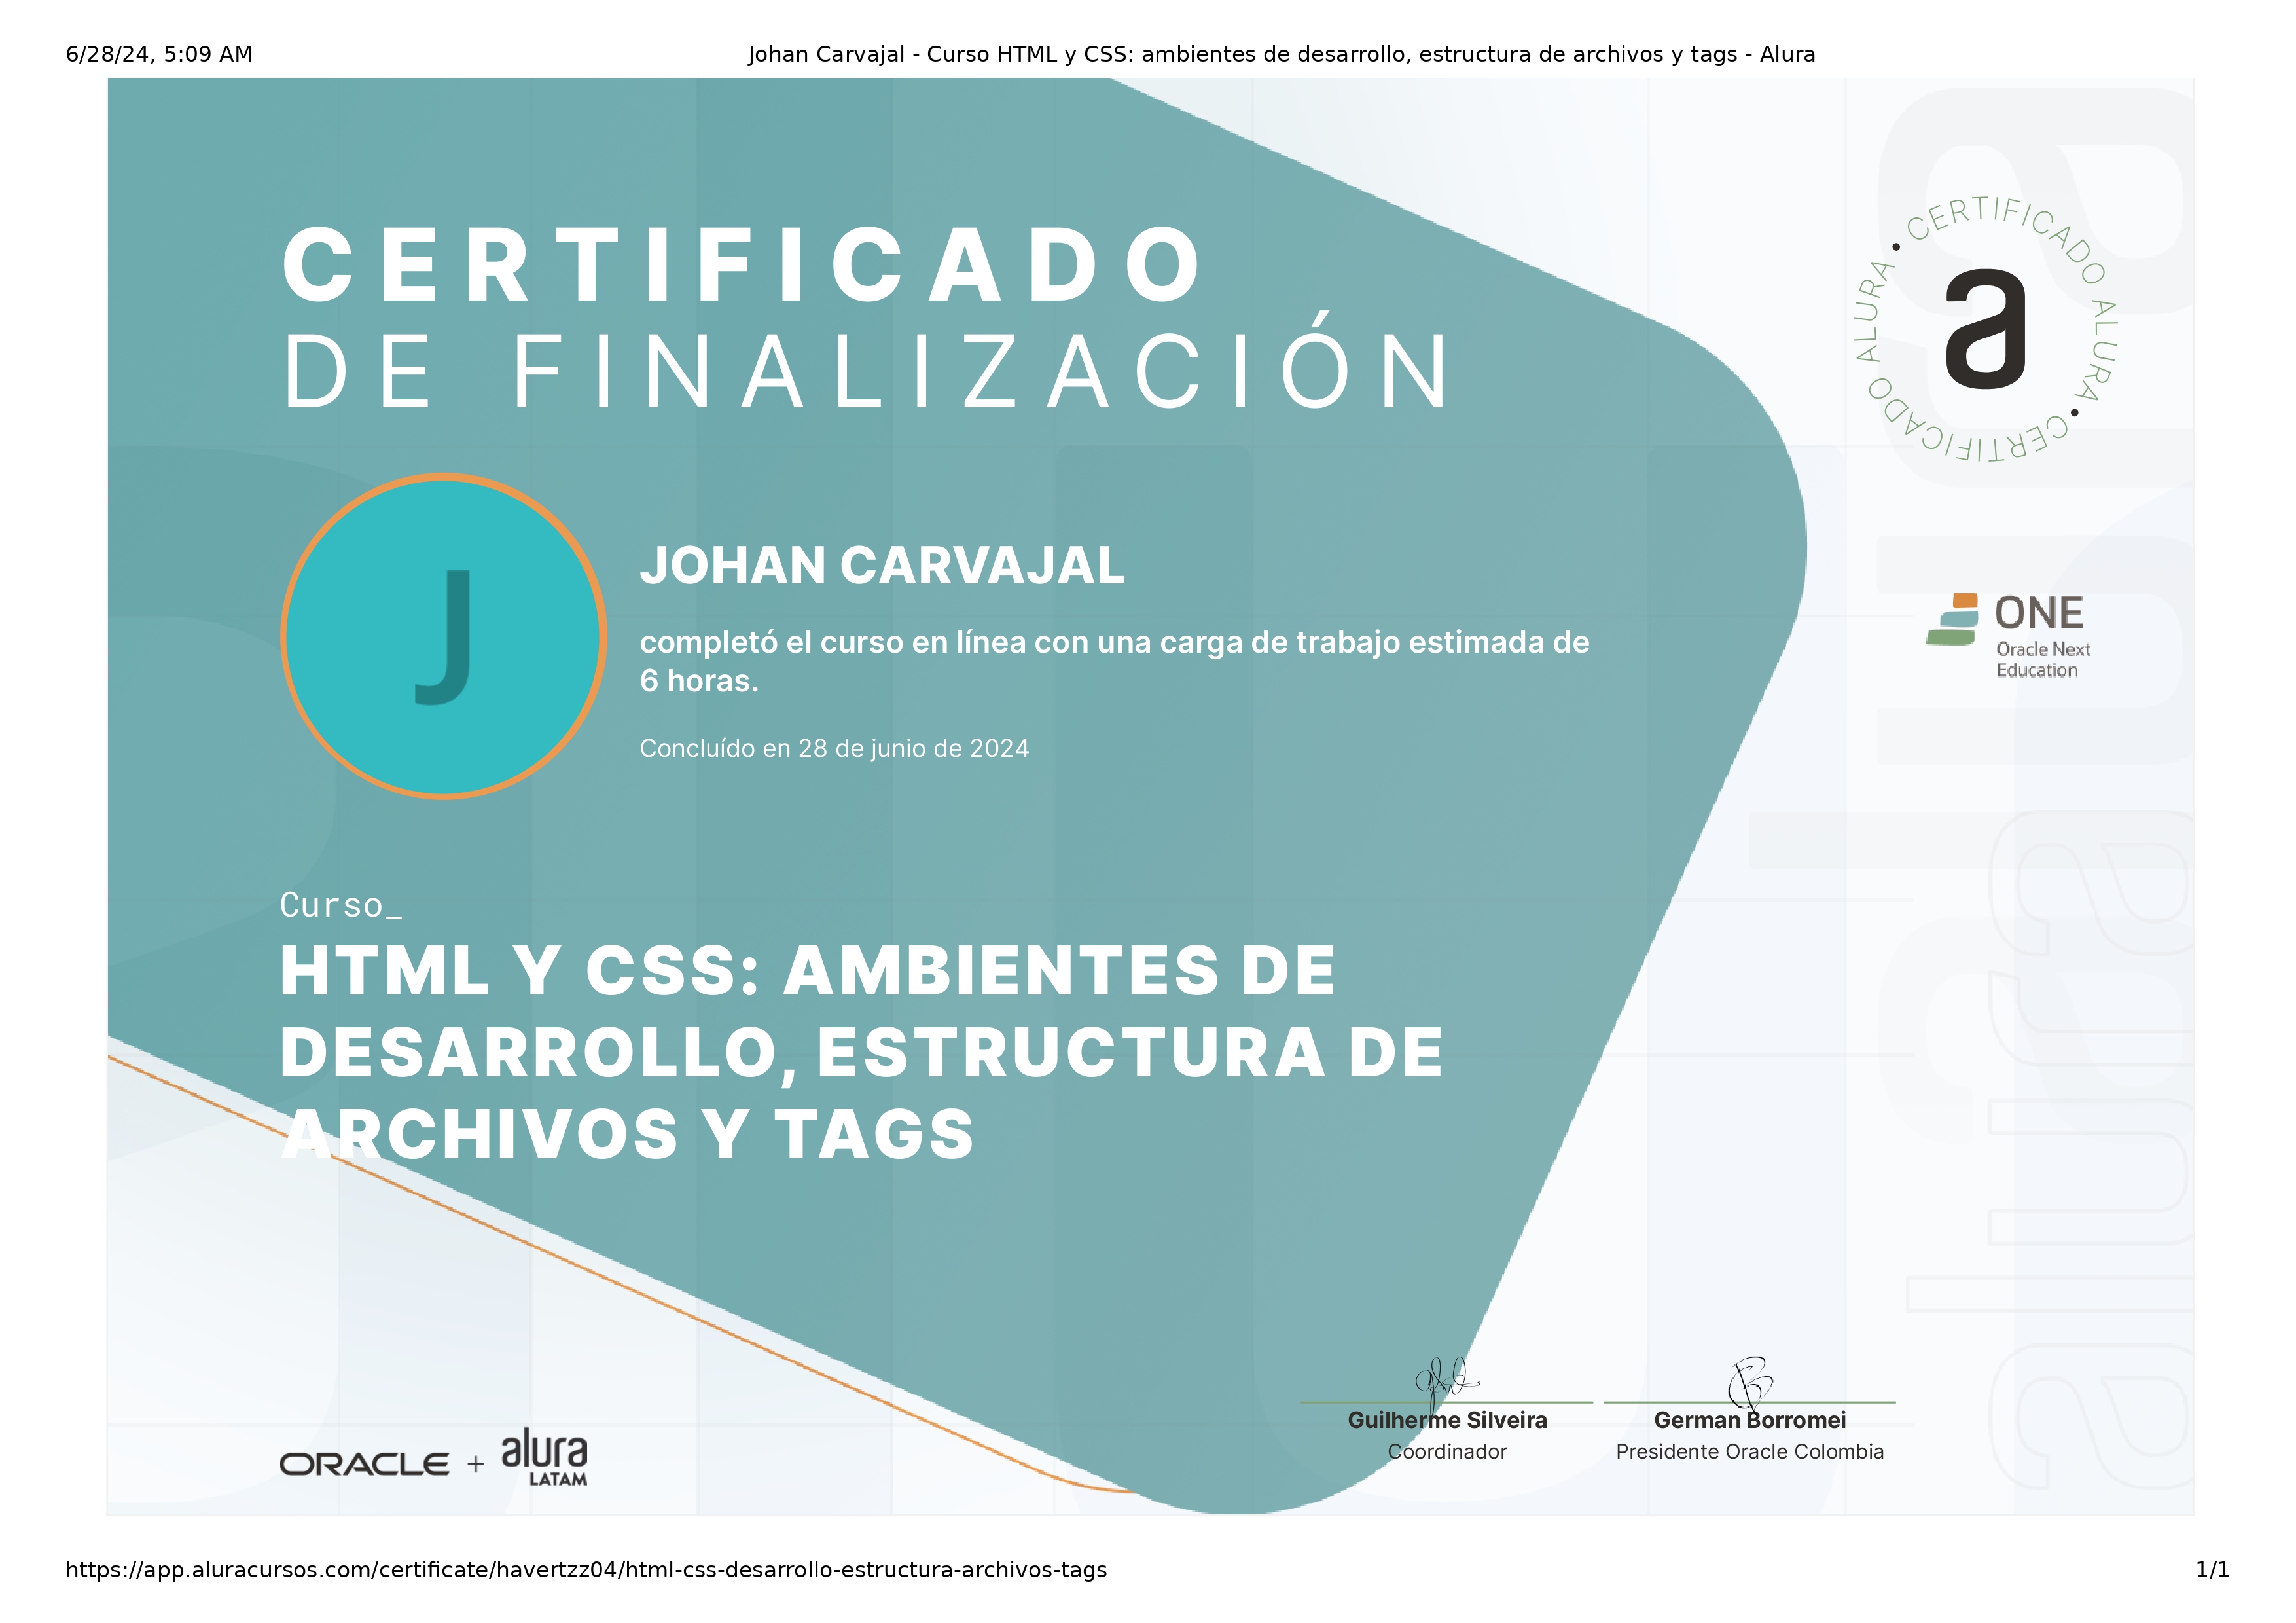 6/28/24, 5:09 AM
Johan Carvajal - Curso HTML y CSS: ambientes de desarrollo, estructura de archivos y tags - Alura
CERTIFICADO
DE FINALIZACIÓN
• CERTIFICADO ALURA • CERTIFICADO ALURA
a
J
JOHAN CARVAJAL
completó el curso en línea con una carga de trabajo estimada de
6 horas.
Concluído en 28 de junio de 2024
ONE
Oracle Next
Education
Curso_
HTML Y CSS: AMBIENTES DE
DESARROLLO, ESTRUCTURA DE
ARCHIVOS Y TAGS
alura
alura
Guilherme Silveira
Coordinador
German Borromei
Presidente Oracle Colombia
ORACLE + alura
LATAM
https://app.aluracursos.com/certificate/havertzz04/html-css-desarrollo-estructura-archivos-tags
1/1